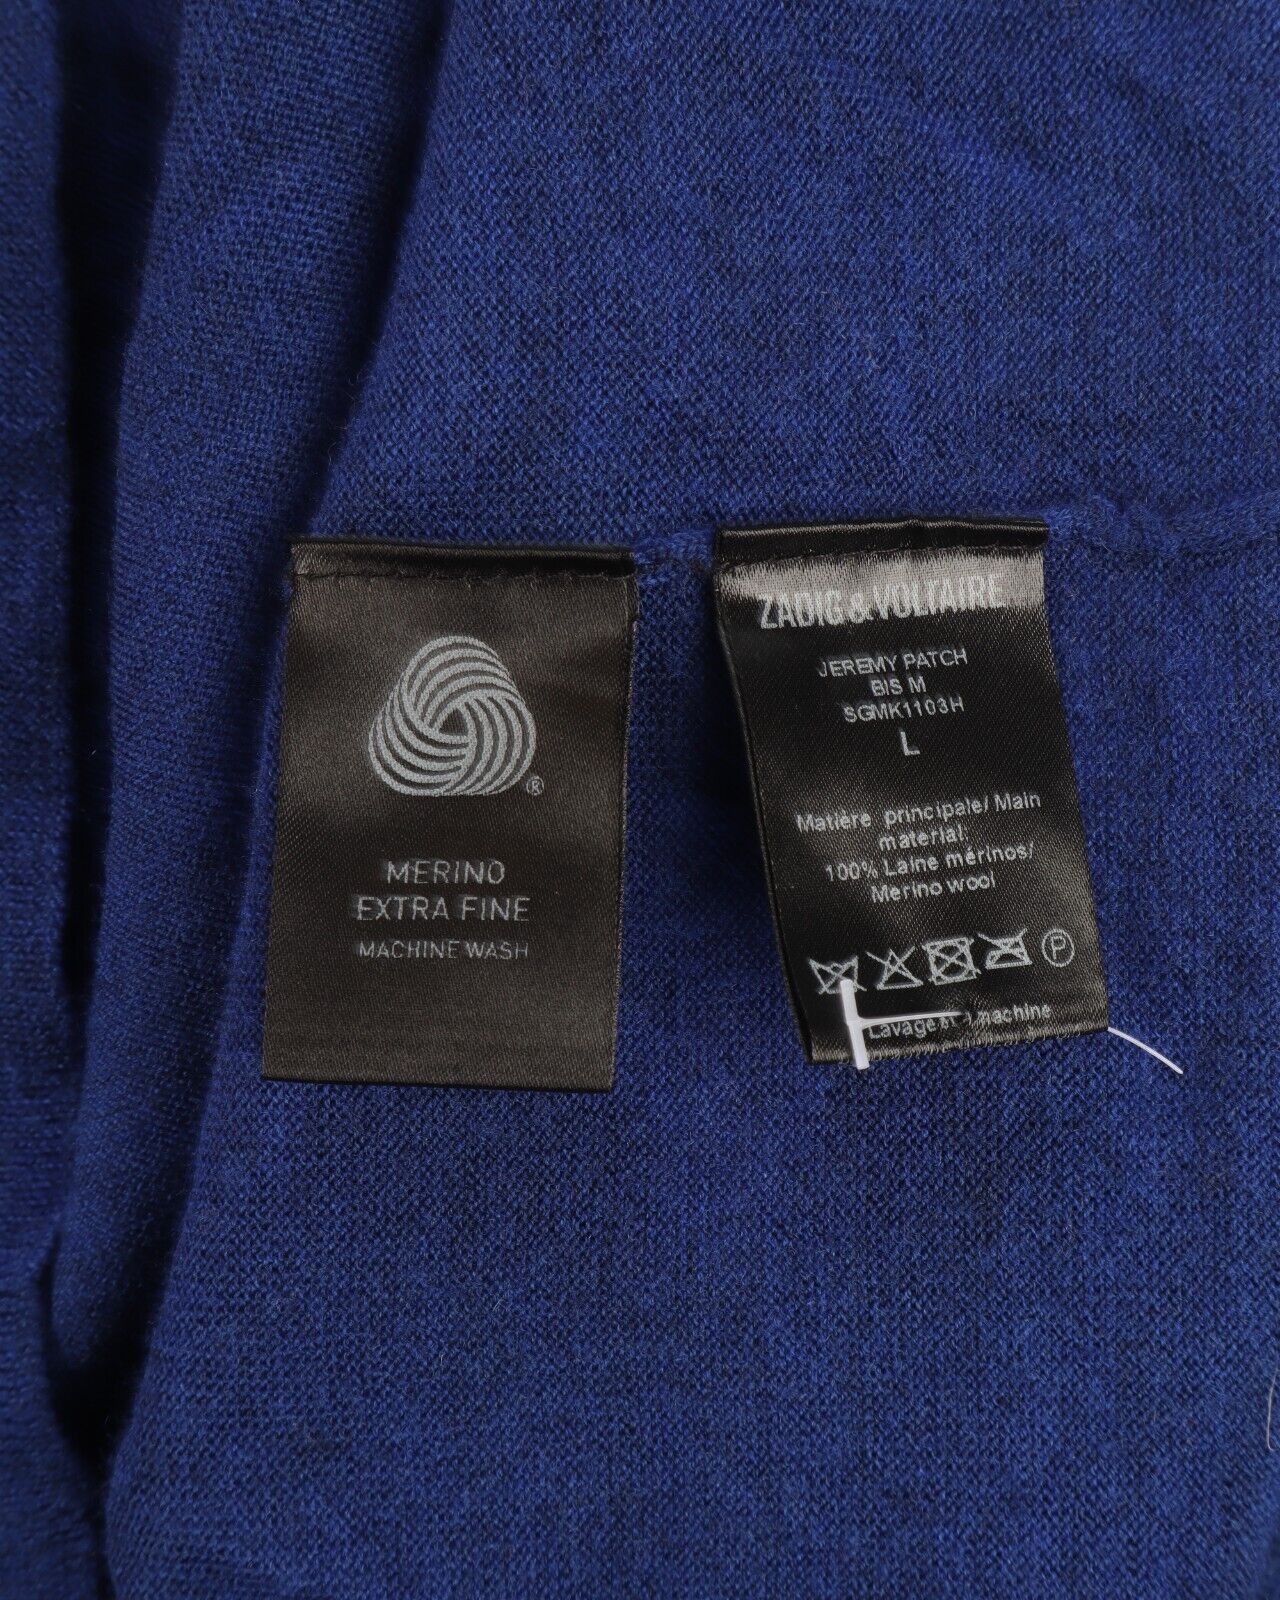 ®
MERINO
EXTRA FINE
MACHINE WASH
ZADIG & VOLTAIRE
JEREMY PATCH
BIS M
SGMK1103H
L
Matière principale/ Main
material:
100% Laine mérinos/
Merino wool
P
Lavage machine